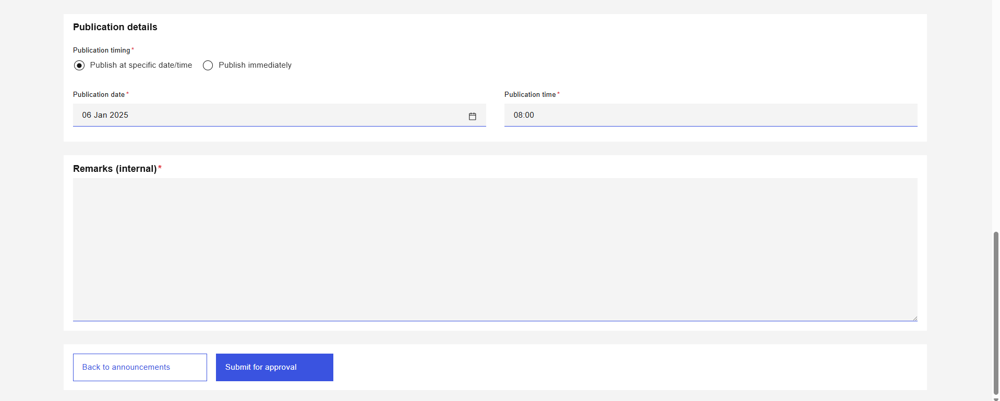 Publication details
Publication timing*
Publish at specific date/time Publish immediately
Publication date* Publication time*
06 Jan 2025 08:00
Remarks (internal)*
Back to announcements Submit for approval